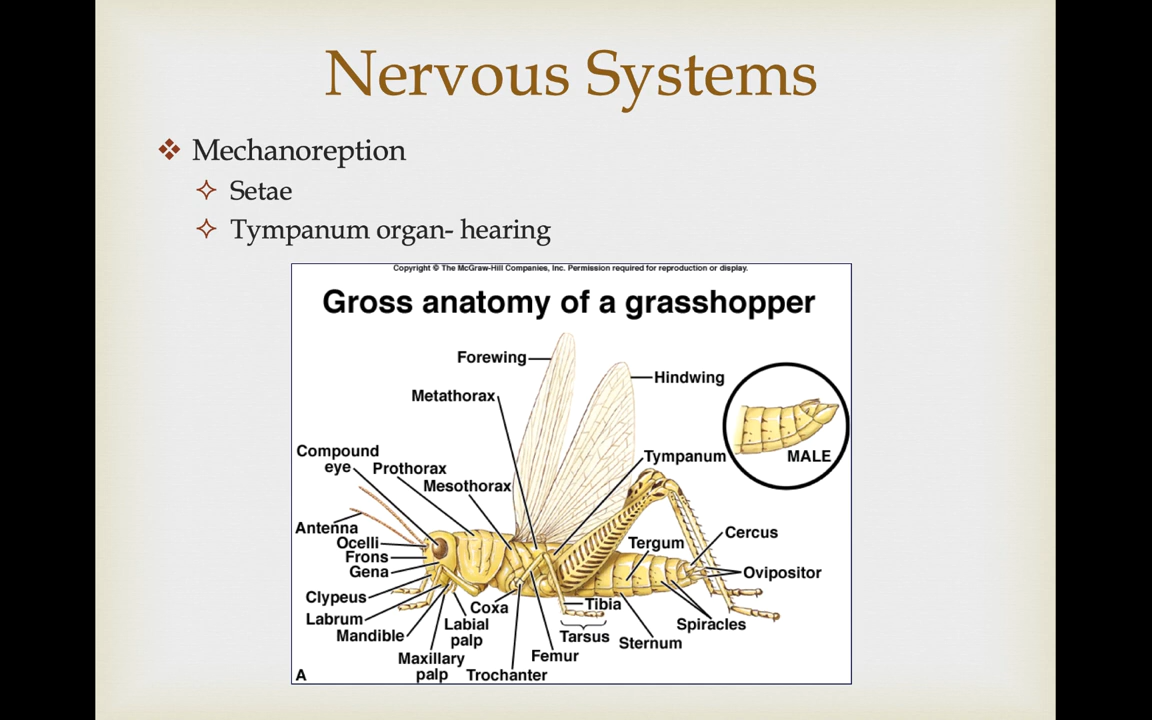 Nervous Systems
Mechanoreption
Setae
Tympanum organ- hearing
Copyright © The McGraw-Hill Companies, Inc. Permission required for reproduction or display.
Gross anatomy of a grasshopper
Forewing
Hindwing
Metathorax
Compound
eye
Prothorax
Mesothorax
Tympanum
MALE
Antenna
Ocelli
Frons
Gena
Clypeus
Labrum
Mandible
Maxillary
palp
Labial
palp
Coxa
Trochanter
Femur
Tibia
Tarsus
Sternum
Tergum
Spiracles
Cercus
Ovipositor
A